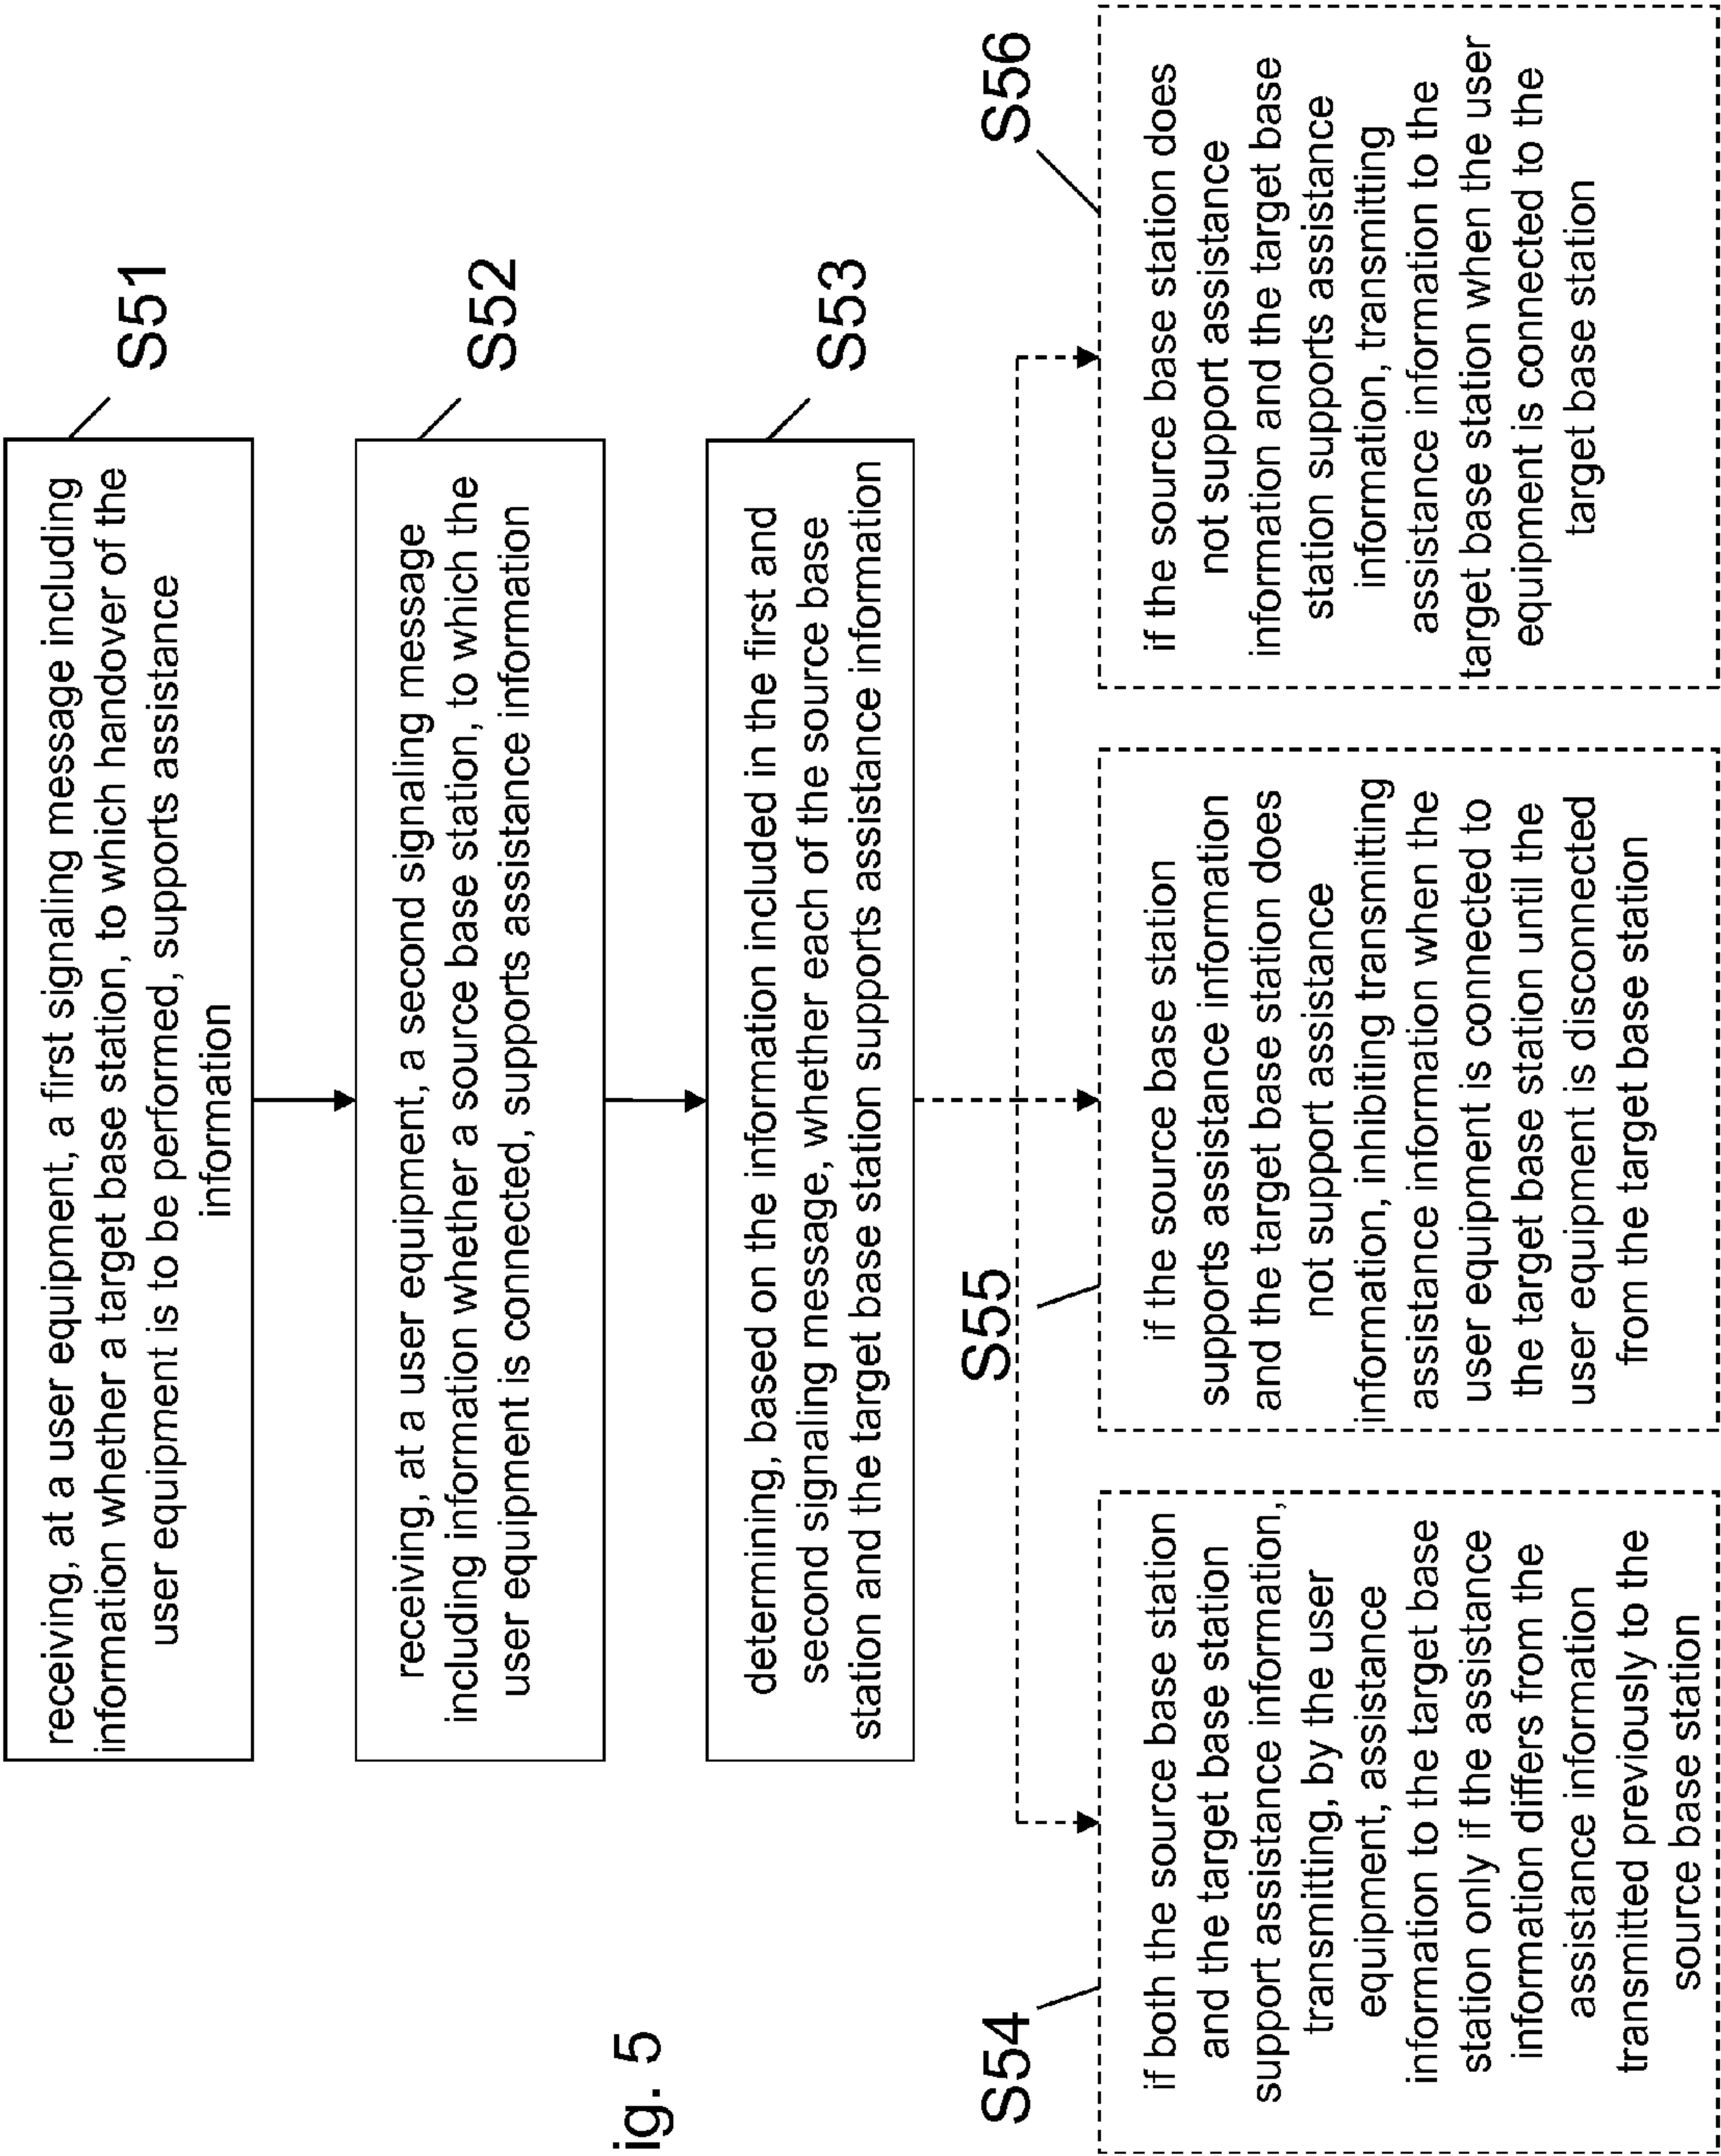 receiving, at a user equipment, a first signaling message including
information whether a target base station, to which handover of the
user equipment is to be performed, supports assistance
information
S51
receiving, at a user equipment, a second signaling message
including information whether a source base station, to which the
user equipment is connected, supports assistance information
S52
determining, based on the information included in the first and
second signaling message, whether each of the source base
station and the target base station supports assistance information
S53
ig. 5
S54
if both the source base station
and the target base station
support assistance information,
transmitting, by the user
equipment, assistance
information to the target base
station only if the assistance
information differs from the
assistance information
transmitted previously to the
source base station
S55
if the source base station
supports assistance information
and the target base station does
not support assistance
information, inhibiting transmitting
assistance information when the
user equipment is connected to
the target base station until the
user equipment is disconnected
from the target base station
S56
if the source base station does
not support assistance
information and the target base
station supports assistance
information, transmitting
assistance information to the
target base station when the user
equipment is connected to the
target base station